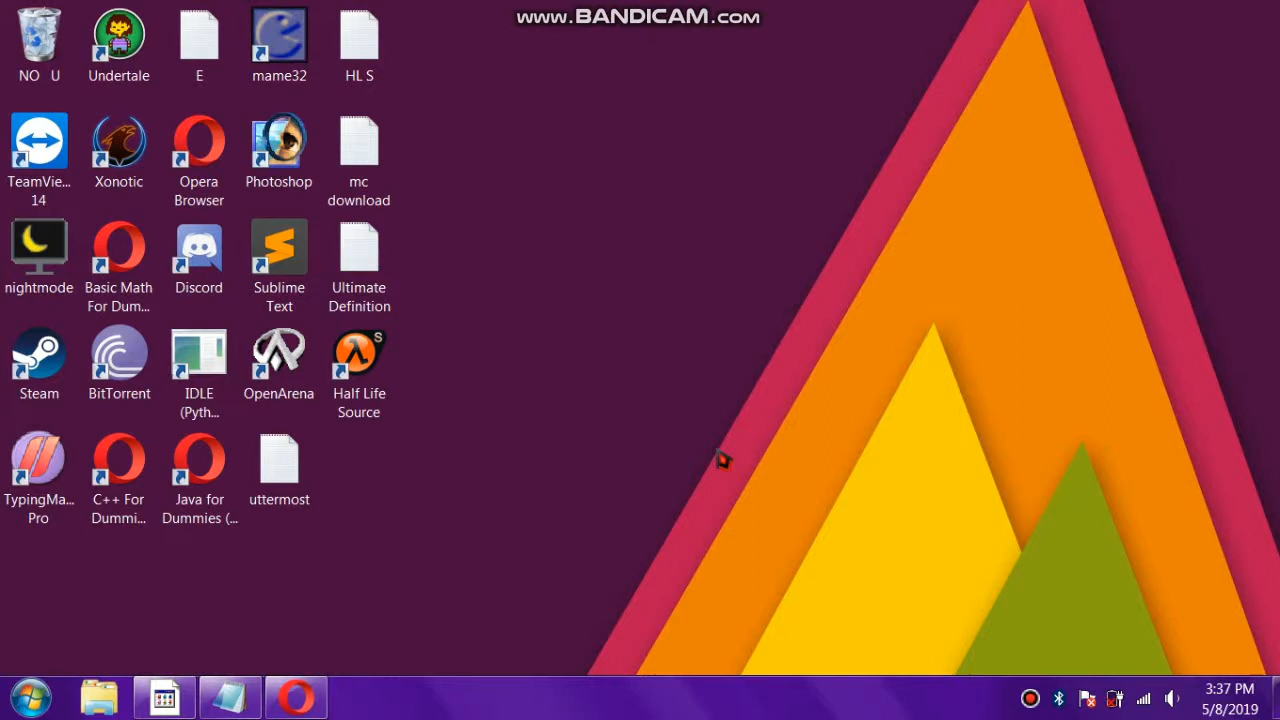 www.BANDICAM.com
NO U
Undertale
E
mame32
HL S
TeamVie...
14
Xonotic
Opera
Browser
Photoshop
mc
download
nightmode
Basic Math
For Dum...
Discord
Sublime
Text
Ultimate
Definition
Steam
BitTorrent
IDLE
(Pyth...
OpenArena
S
Half Life
Source
TypingMa...
Pro
C++ For
Dummi...
Java for
Dummies (...
uttermost
3:37 PM
5/8/2019